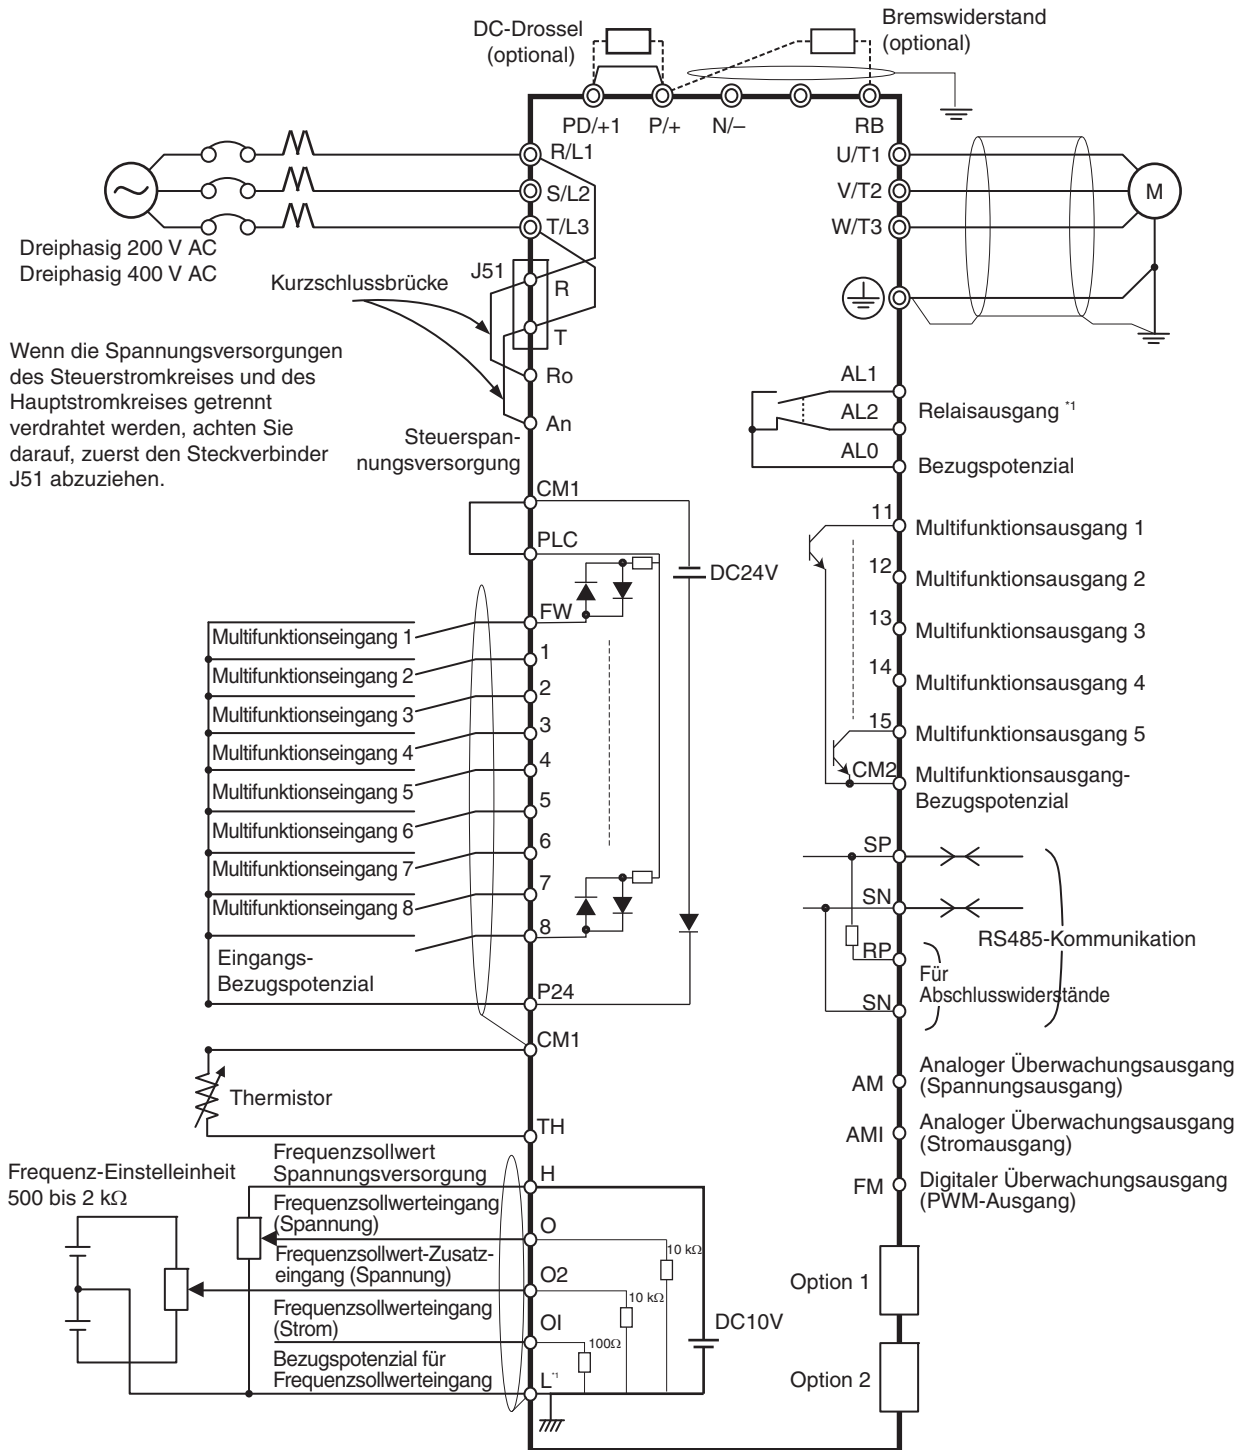 DC-Drossel
(optional)
Bremswiderstand
(optional)
PD/+1
P/+
N/–
RB
R/L1
S/L2
T/L3
U/T1
V/T2
W/T3
M
Dreiphasig 200 V AC
Dreiphasig 400 V AC
J51
R
T
Kurzschlussbrücke
Wenn die Spannungsversorgungen
des Steuerstromkreises und des
Hauptstromkreises getrennt
verdrahtet werden, achten Sie
darauf, zuerst den Steckverbinder
J51 abzuziehen.
Ro
An
Steuerspan-
nungsversorgung
AL1
AL2
AL0
Relaisausgang *1
Bezugspotenzial
CM1
PLC
DC24V
FW
1
2
3
4
5
6
7
8
Multifunktionseingang 1
Multifunktionseingang 2
Multifunktionseingang 3
Multifunktionseingang 4
Multifunktionseingang 5
Multifunktionseingang 6
Multifunktionseingang 7
Multifunktionseingang 8
Eingangs-
Bezugspotenzial
P24
CM1
Thermistor
TH
11
Multifunktionsausgang 1
12
Multifunktionsausgang 2
13
Multifunktionsausgang 3
14
Multifunktionsausgang 4
15
Multifunktionsausgang 5
CM2
Multifunktionsausgang-
Bezugspotenzial
SP
SN
RP
SN
RS485-Kommunikation
Für
Abschlusswiderstände
AM
Analoger Überwachungsausgang
(Spannungsausgang)
AMI
Analoger Überwachungsausgang
(Stromausgang)
FM
Digitaler Überwachungsausgang
(PWM-Ausgang)
Frequenz-Einstelleinheit
500 bis 2 kΩ
Frequenzsollwert
Spannungsversorgung
H
Frequenzsollwerteingang
(Spannung)
O
Frequenzsollwert-Zusatz-
eingang (Spannung)
O2
Frequenzsollwerteingang
(Strom)
OI
Bezugspotenzial für
Frequenzsollwerteingang
L*1
10 kΩ
10 kΩ
100Ω
DC10V
Option 1
Option 2